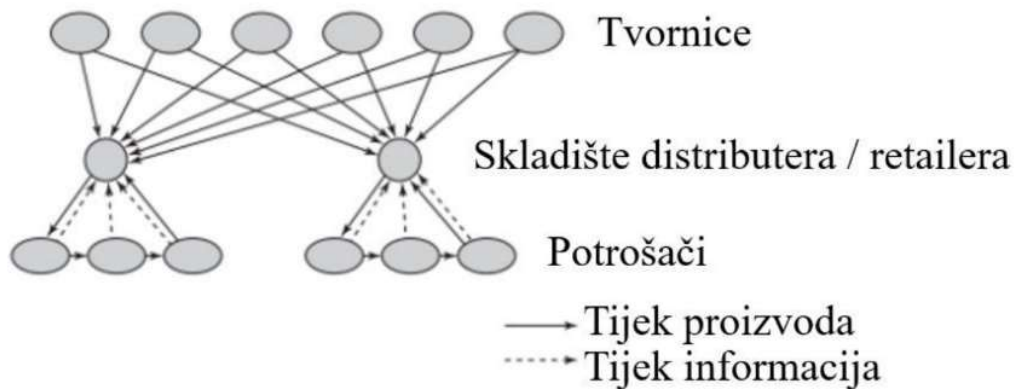 Tvornice
Skladište distributera / retailera
Potrošači
Tijek proizvoda
Tijek informacija